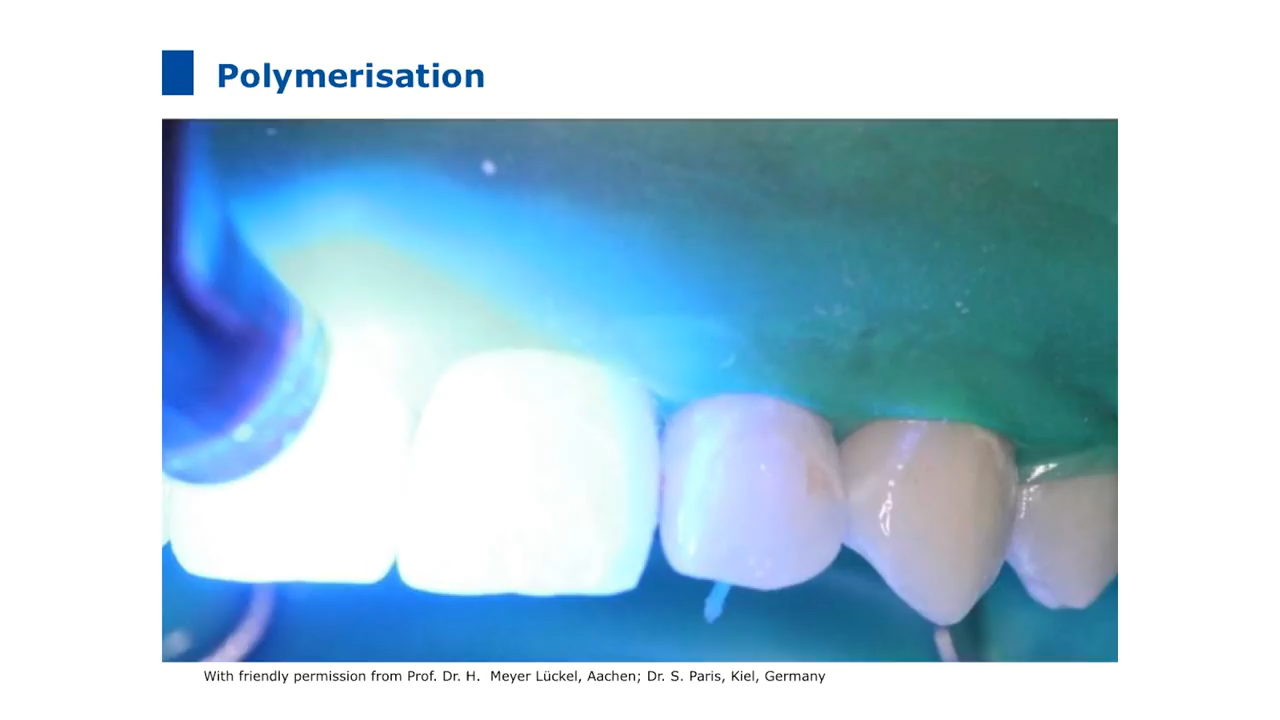 Polymerisation
With friendly permission from Prof. Dr. H.  Meyer Lückel, Aachen; Dr. S. Paris, Kiel, Germany